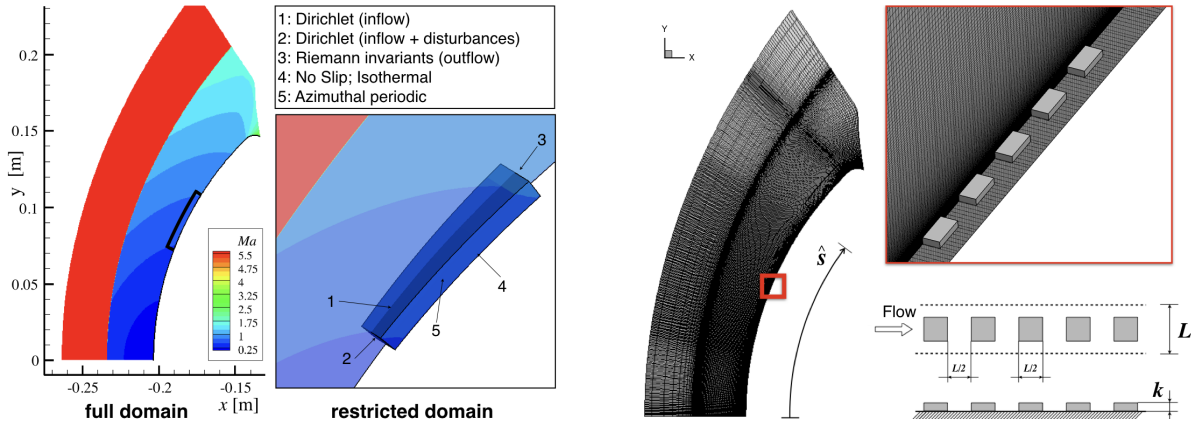 1: Dirichlet (inflow)
2: Dirichlet (inflow + disturbances)
3: Riemann invariants (outflow)
4: No Slip; Isothermal
5: Azimuthal periodic
y [m]
0.2
0.15
0.1
0.05
0
-0.25
-0.2
-0.15
x [m]
Ma
5.5
4.75
4
3.25
2.5
1.75
1
0.25
full domain
1
2
3
4
5
restricted domain
Y
X
ŝ
Flow
L
L/2
L/2
k